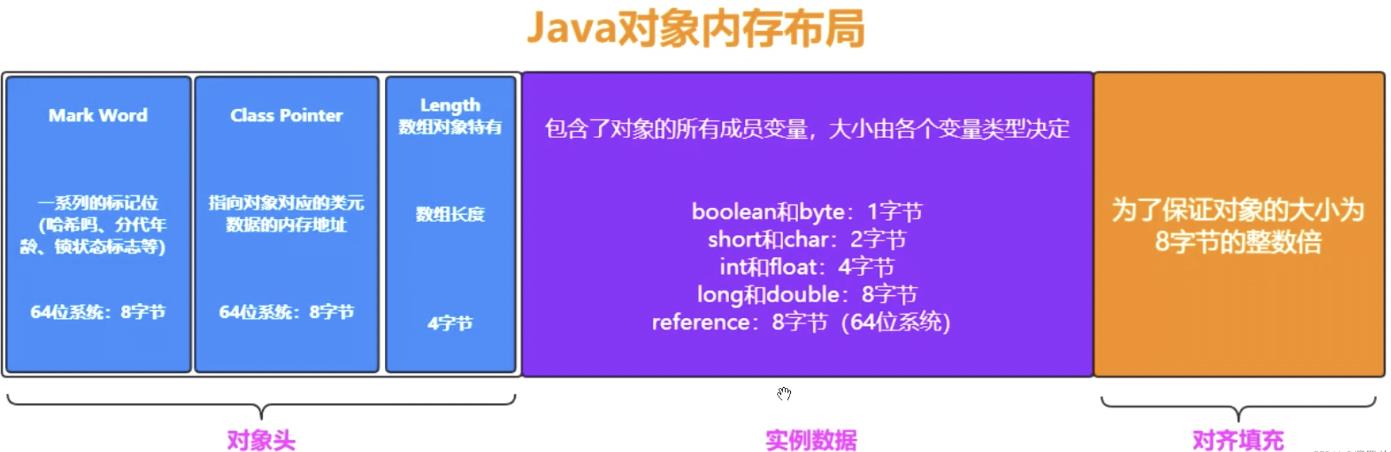 Java对象内存布局
Mark Word
一系列的标记位
（哈希吗、分代年
龄、锁状态标志等）
64位系统：8字节
Class Pointer
指向对象对应的类元
数据的内存地址
64位系统：8字节
Length
数组对象特有
数组长度
4字节
包含了对象的所有成员变量，大小由各个变量类型决定
boolean和byte：1字节
short和char：2字节
int和float：4字节
long和double：8字节
reference：8字节（64位系统）
为了保证对象的大小为
8字节的整数倍
对象头
实例数据
对齐填充